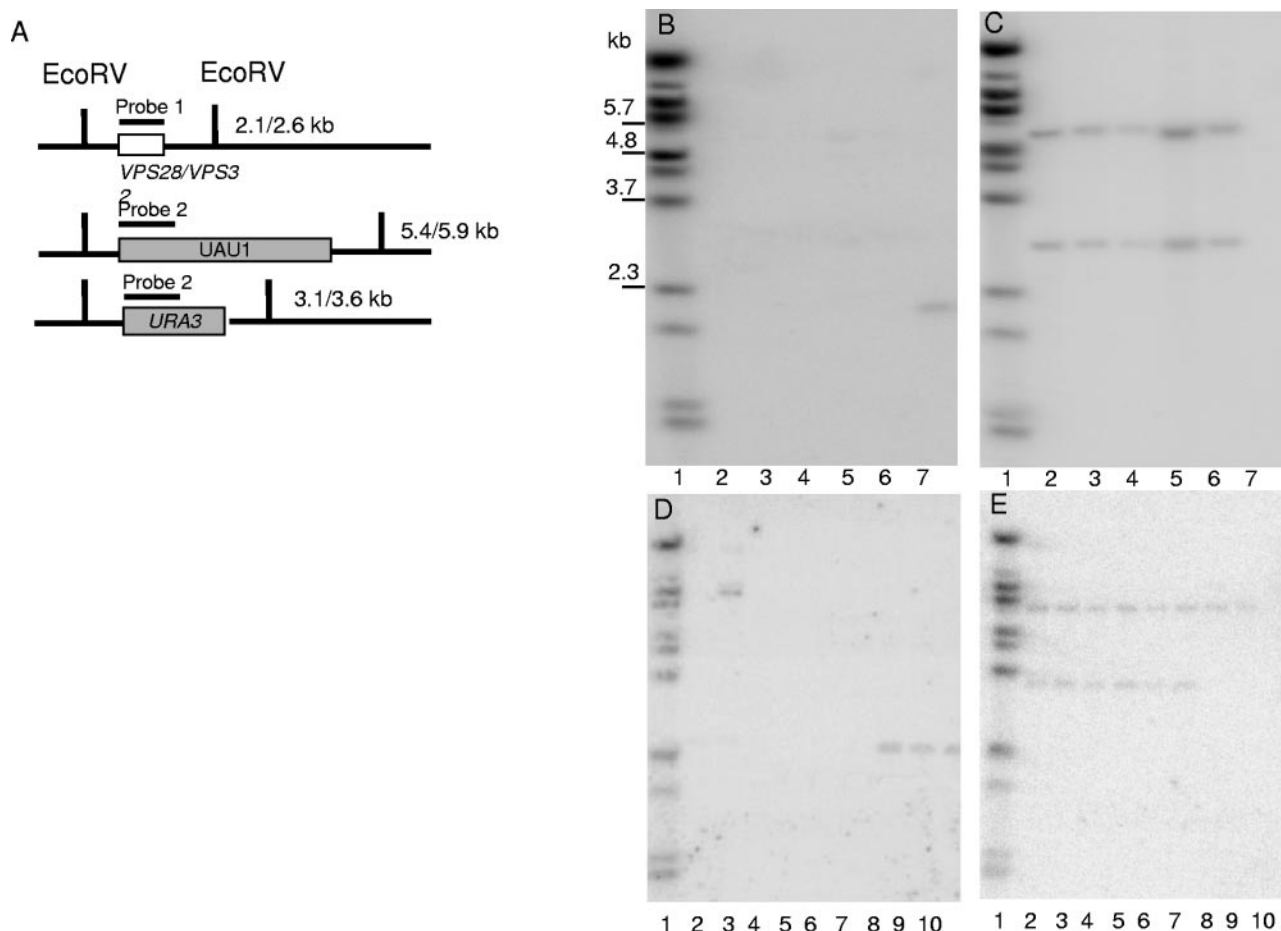 A
EcoRV EcoRV
Probe 1
2.1/2.6 kb
VPS28/VPS3
2
Probe 2
5.4/5.9 kb
UAU1
Probe 2
3.1/3.6 kb
URA3
B
kb
5.7
4.8
3.7
2.3
1 2 3 4 5 6 7
C
1 2 3 4 5 6 7
D
1 2 3 4 5 6 7 8 9 10
E
1 2 3 4 5 6 7 8 9 10